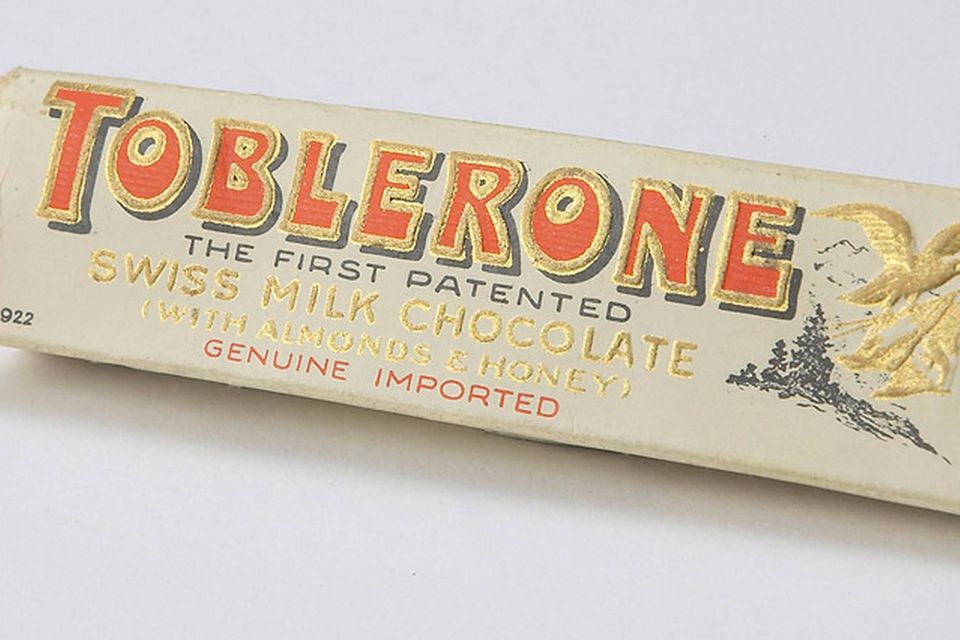 TOBLERONE
THE FIRST PATENTED
SWISS MILK CHOCOLATE
(WITH ALMONDS & HONEY)
GENUINE IMPORTED
922